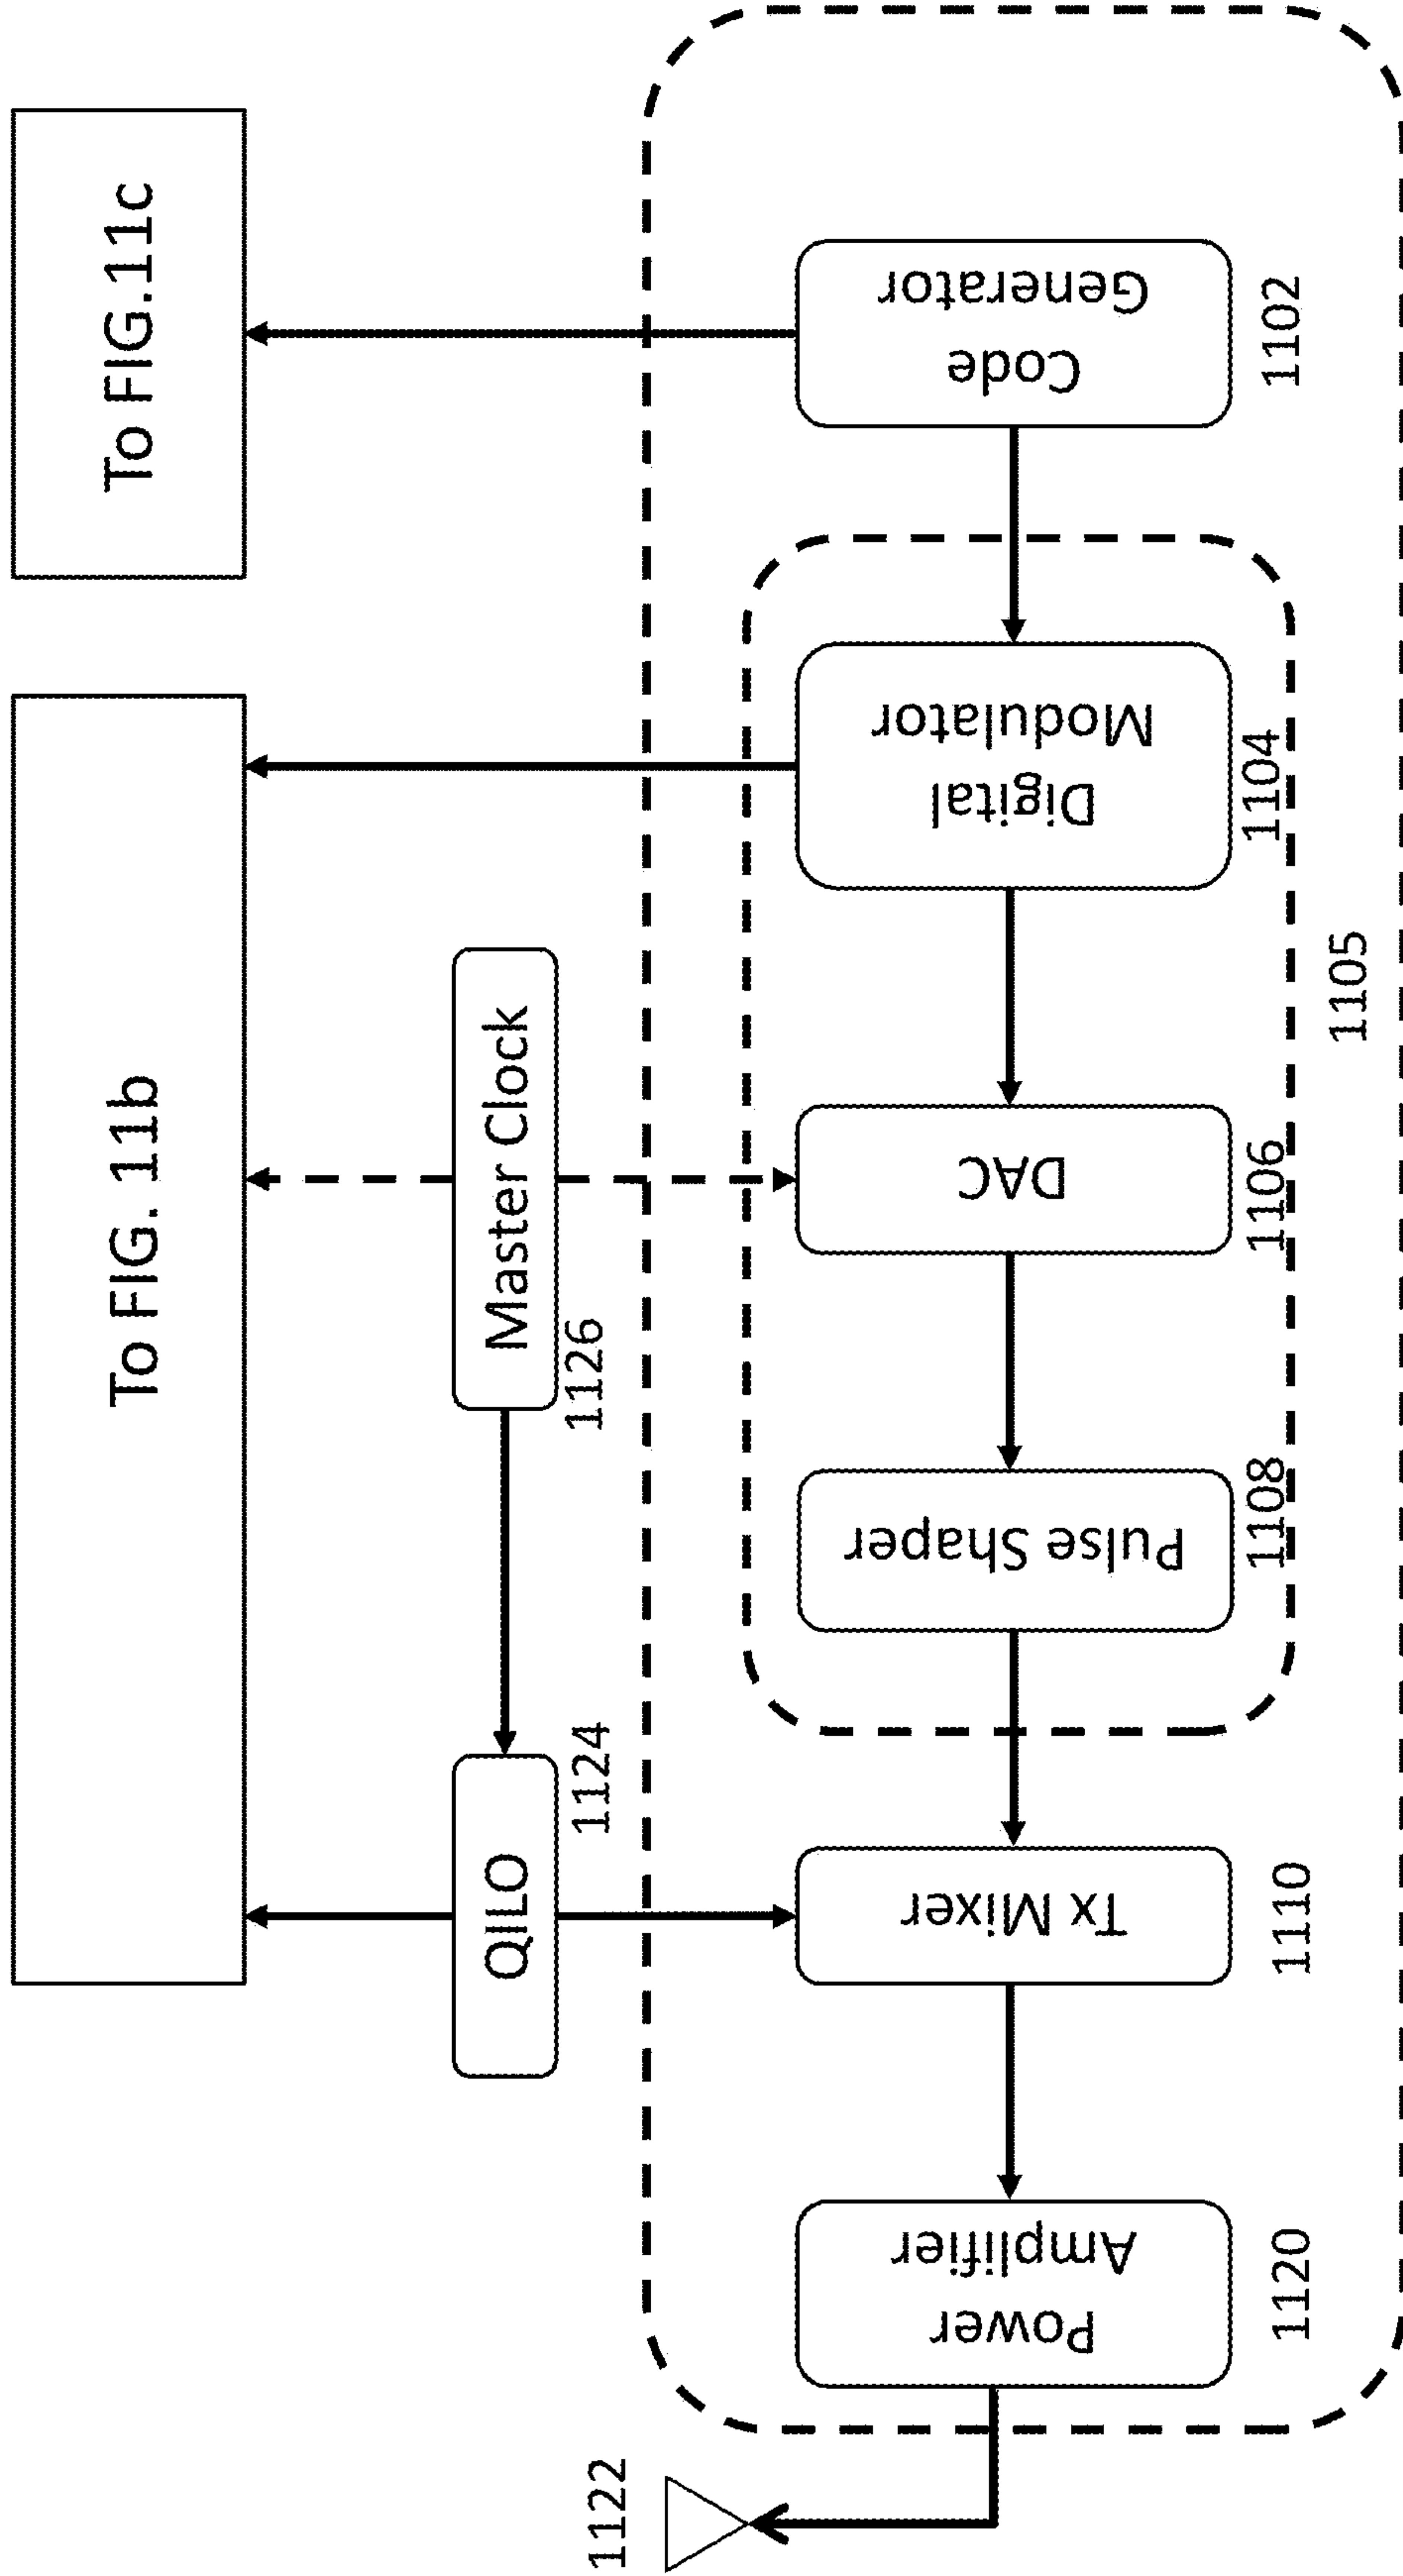 To FIG. 11b
To FIG.11c
QILO
1124
Master Clock
1126
1122
Power
Amplifier
1120
Tx Mixer
1110
Pulse Shaper
1108
DAC
1106
Digital
Modulator
1104
Code
Generator
1102
1105